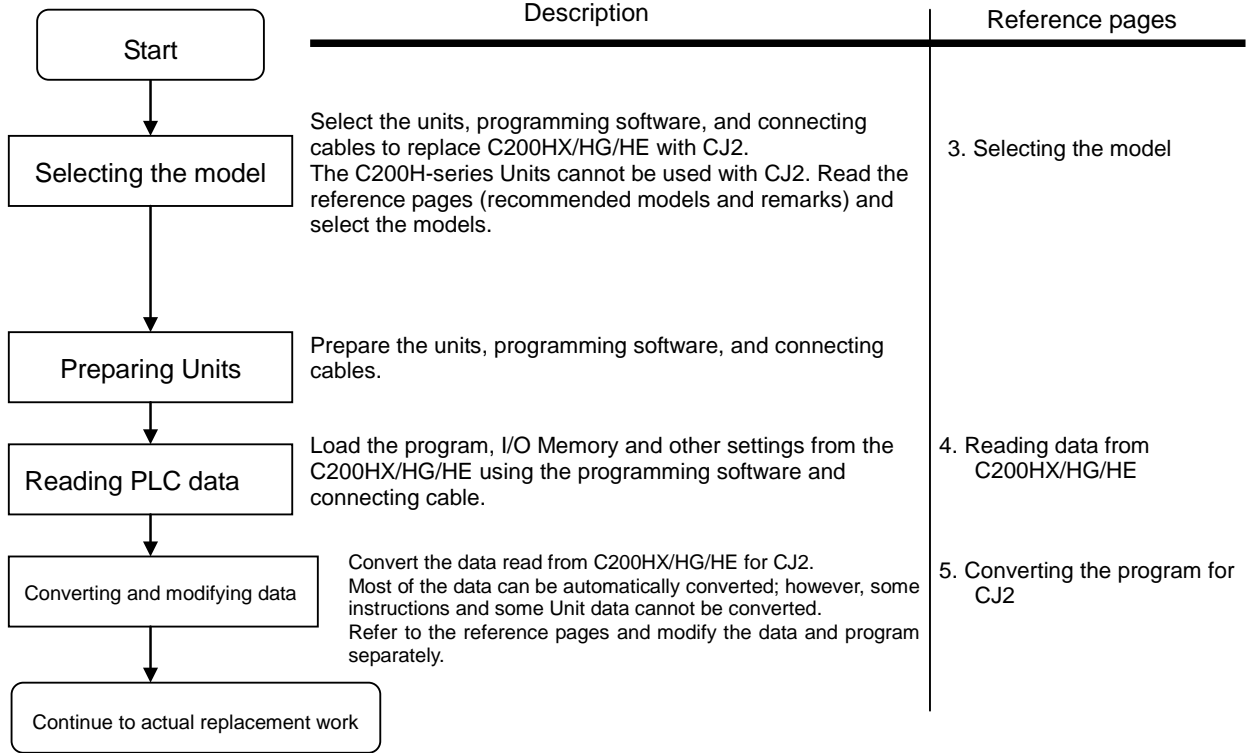 Description
Reference pages
Start
Selecting the model
Select the units, programming software, and connecting
cables to replace C200HX/HG/HE with CJ2.
The C200H-series Units cannot be used with CJ2. Read the
reference pages (recommended models and remarks) and
select the models.
3. Selecting the model
Preparing Units
Prepare the units, programming software, and connecting
cables.
Reading PLC data
Load the program, I/O Memory and other settings from the
C200HX/HG/HE using the programming software and
connecting cable.
4. Reading data from
C200HX/HG/HE
Converting and modifying data
Convert the data read from C200HX/HG/HE for CJ2.
Most of the data can be automatically converted; however, some
instructions and some Unit data cannot be converted.
Refer to the reference pages and modify the data and program
separately.
5. Converting the program for
CJ2
Continue to actual replacement work